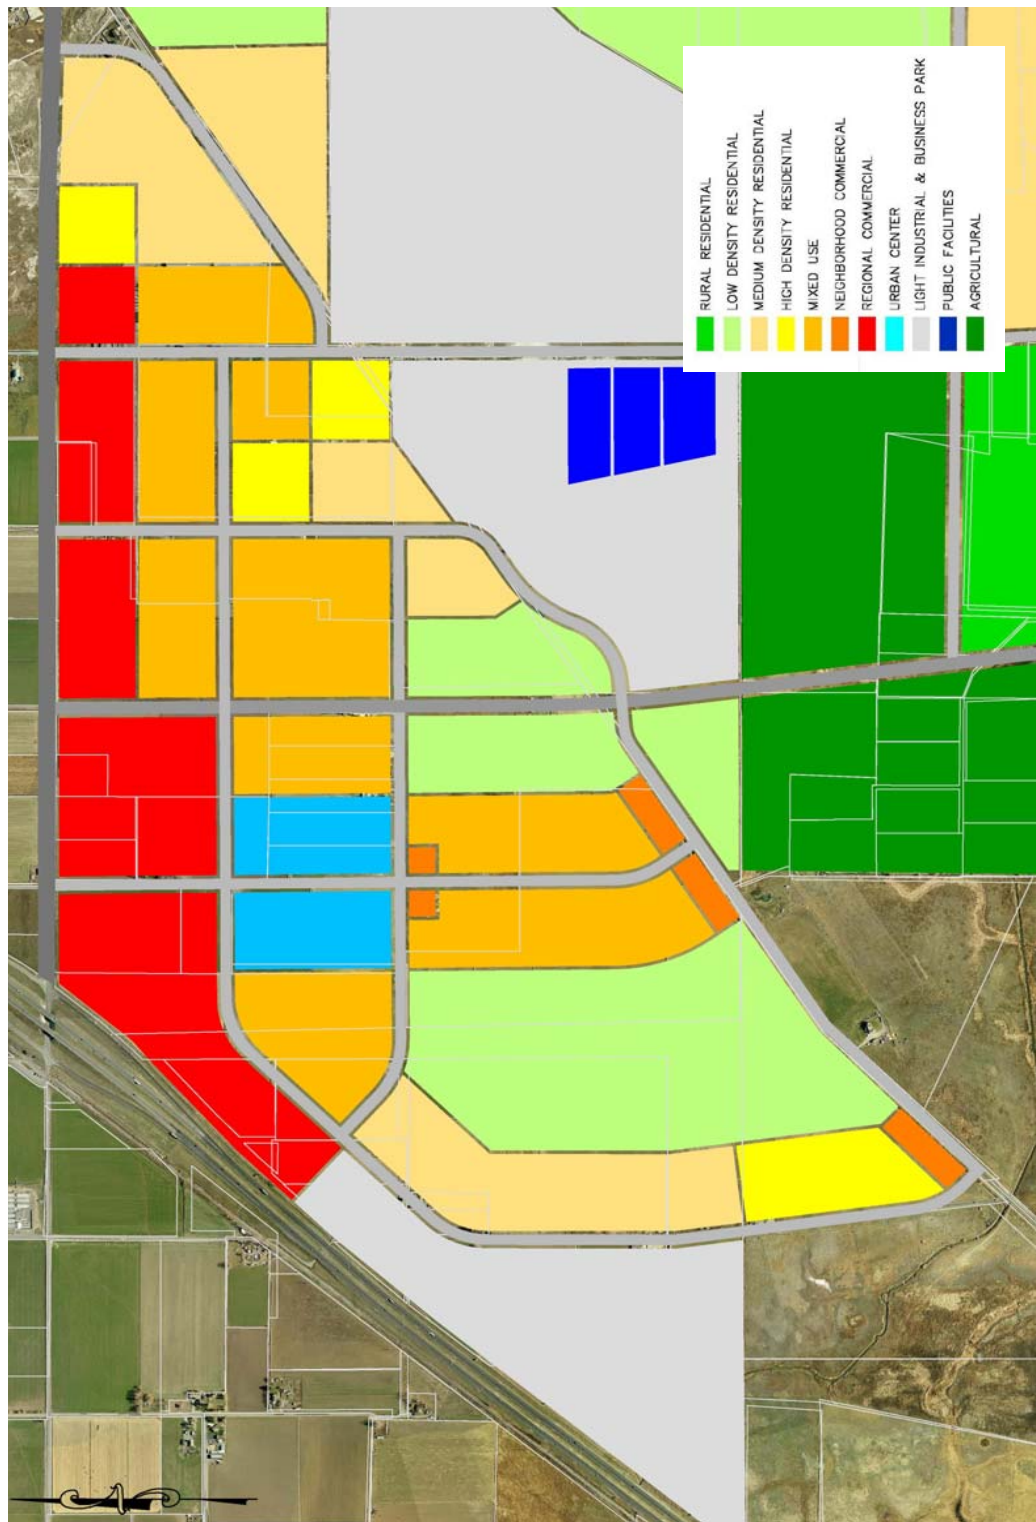 RURAL RESIDENTIAL
LOW DENSITY RESIDENTIAL
MEDIUM DENSITY RESIDENTIAL
HIGH DENSITY RESIDENTIAL
MIXED USE
NEIGHBORHOOD COMMERCIAL
REGIONAL COMMERCIAL
URBAN CENTER
LIGHT INDUSTRIAL & BUSINESS PARK
PUBLIC FACILITIES
AGRICULTURAL